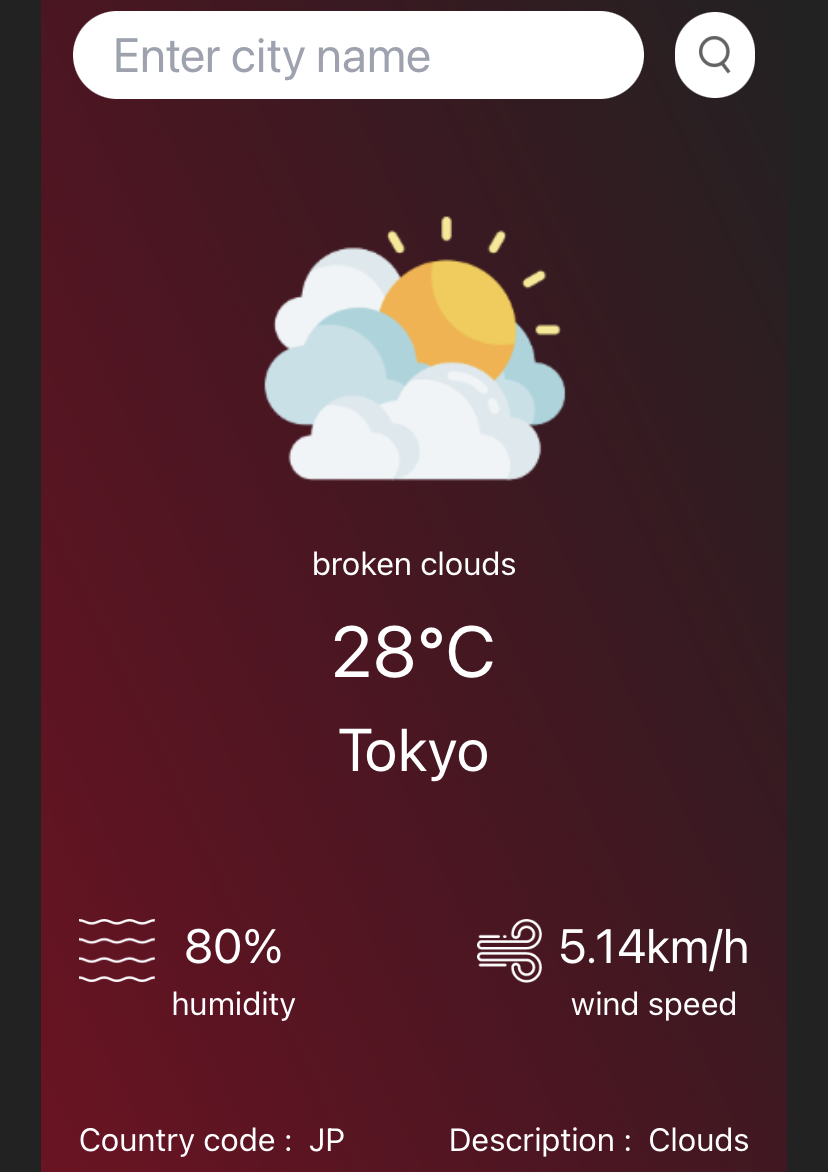 Enter city name
broken clouds
28°C
Tokyo
80%
humidity
5.14km/h
wind speed
Country code : JP
Description : Clouds